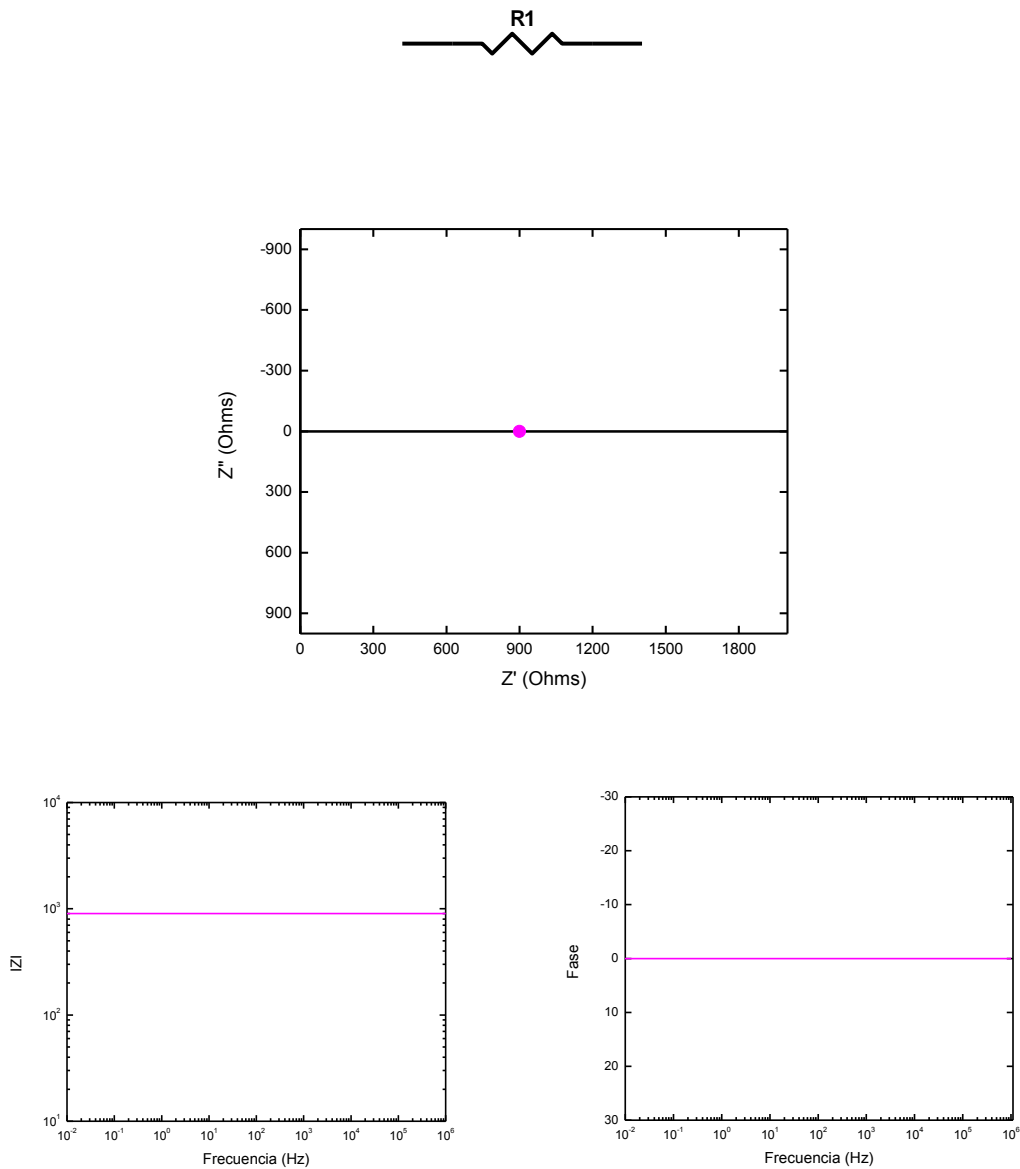 R1
-900
-600
-300
0
300
600
900
Z" (Ohms)
0 300 600 900 1200 1500 1800
Z' (Ohms)
10⁴
10³
10²
10¹
IZI
10⁻² 10⁻¹ 10⁰ 10¹ 10² 10³ 10⁴ 10⁵ 10⁶
Frecuencia (Hz)
-30
-20
-10
0
10
20
30
Fase
10⁻² 10⁻¹ 10⁰ 10¹ 10² 10³ 10⁴ 10⁵ 10⁶
Frecuencia (Hz)